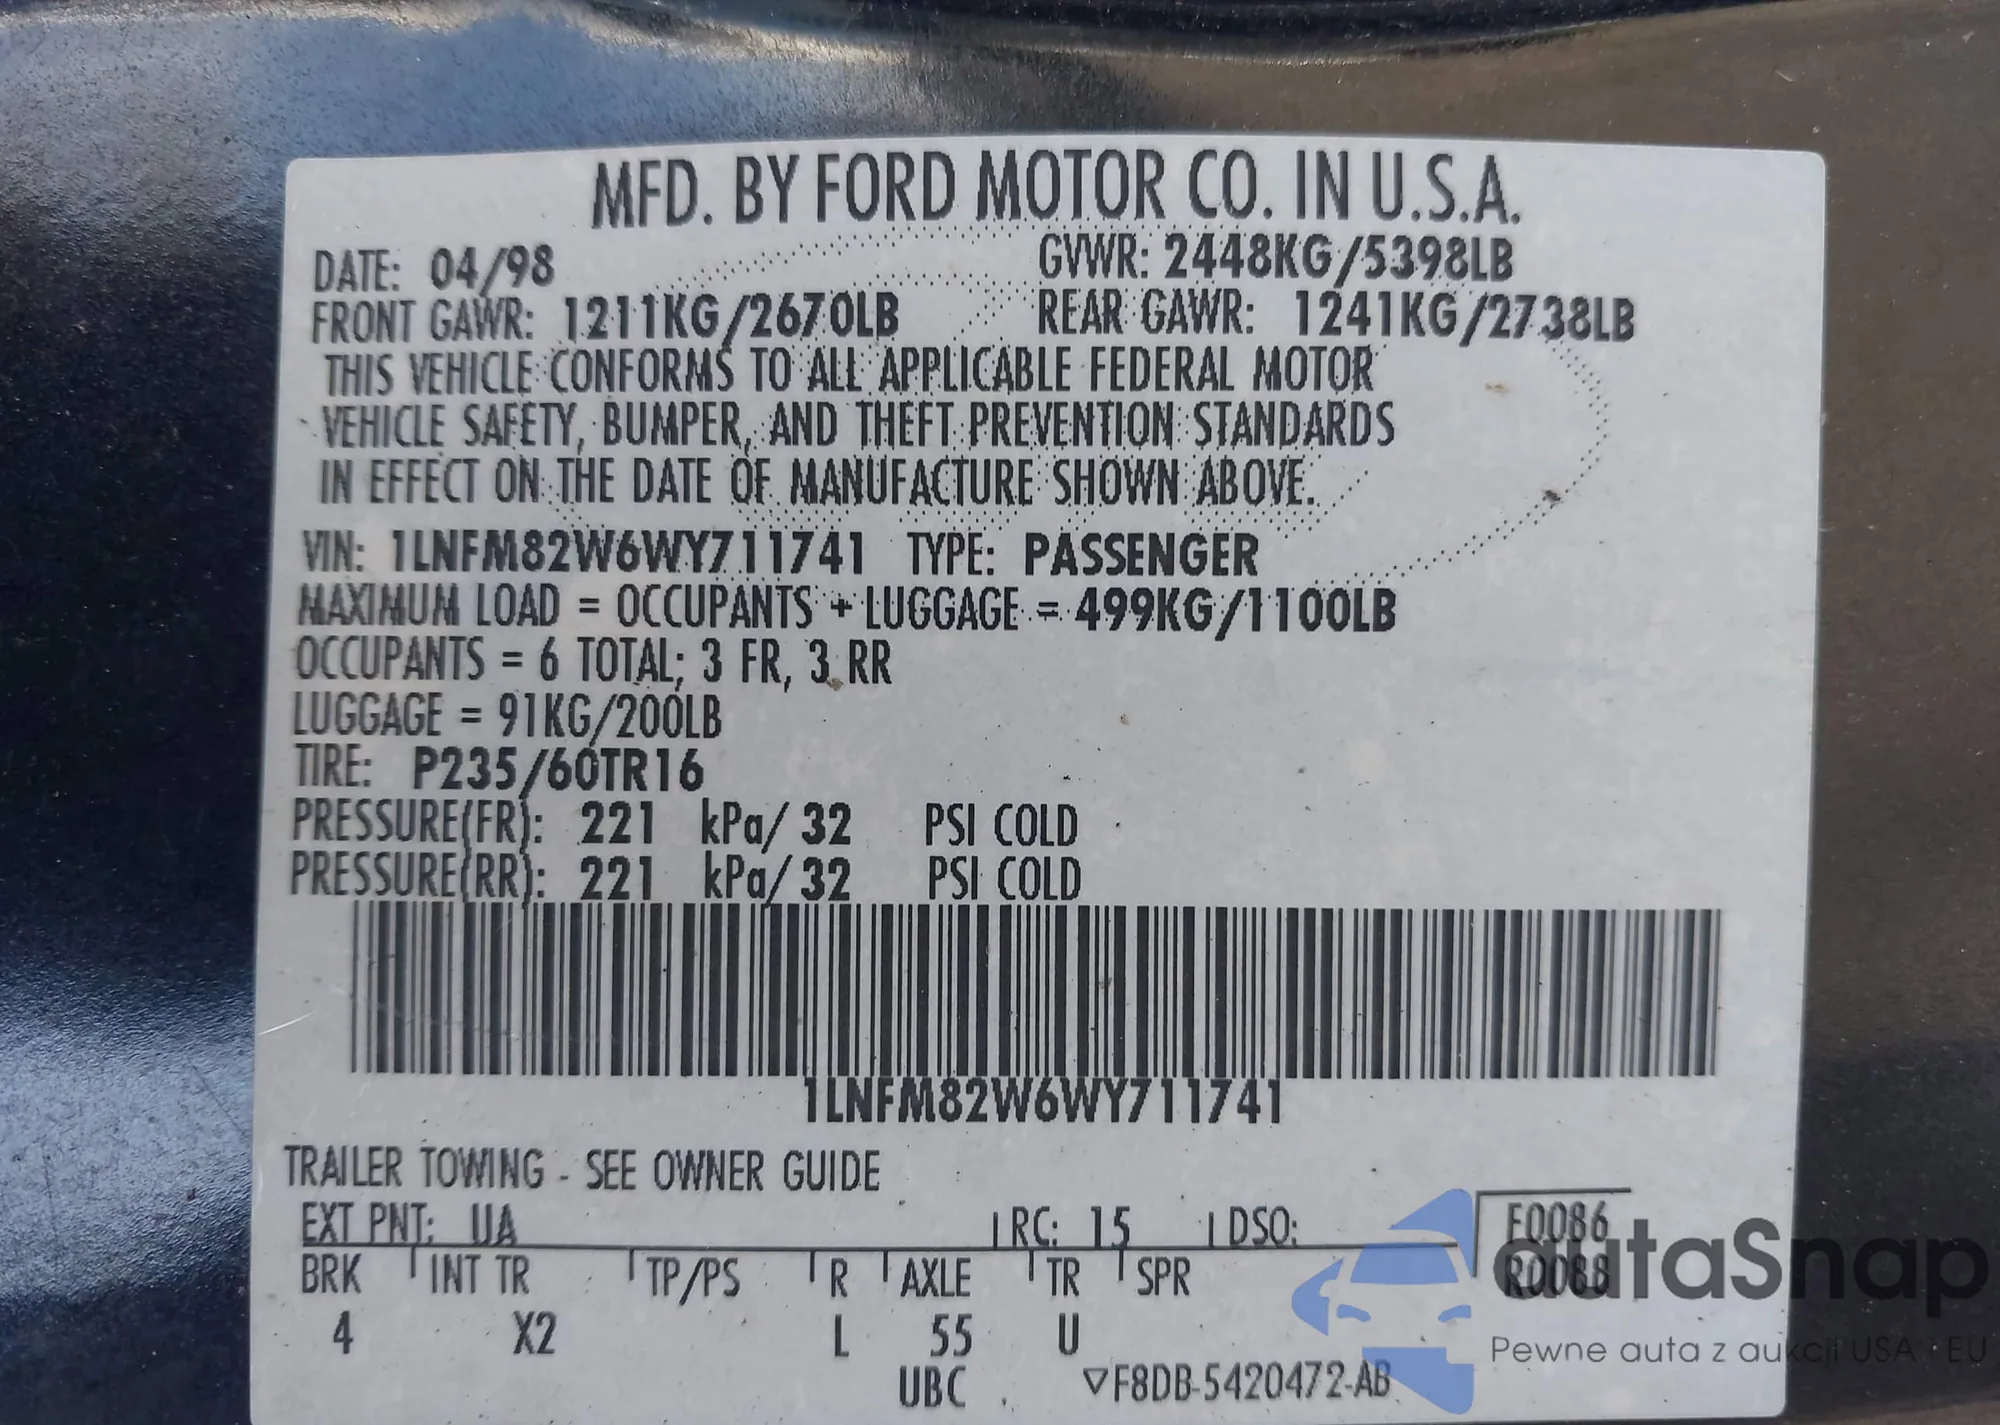 MFD. BY FORD MOTOR CO. IN U.S.A.
DATE: 04/98 GVWR: 2448KG/5398LB
FRONT GAWR: 1211KG/2670LB REAR GAWR: 1241KG/2738LB
THIS VEHICLE CONFORMS TO ALL APPLICABLE FEDERAL MOTOR
VEHICLE SAFETY, BUMPER, AND THEFT PREVENTION STANDARDS
IN EFFECT ON THE DATE OF MANUFACTURE SHOWN ABOVE.
VIN: 1LNFM82W6WY711741 TYPE: PASSENGER
MAXIMUM LOAD = OCCUPANTS + LUGGAGE = 499KG/1100LB
OCCUPANTS = 6 TOTAL; 3 FR, 3 RR
LUGGAGE = 91KG/200LB
TIRE: P235/60TR16
PRESSURE(FR): 221 kPa/ 32 PSI COLD
PRESSURE(RR): 221 kPa/ 32 PSI COLD
1LNFM82W6WY711741
TRAILER TOWING - SEE OWNER GUIDE
EXT PNT: UA RC: 15 DSO: F0086
BRK INT TR TP/PS R AXLE TR SPR R0088
4 X2 L 55 U
UBC ▽F8DB-5420472-AB
autaSnap
Pewne auta z aukcji USA i EU